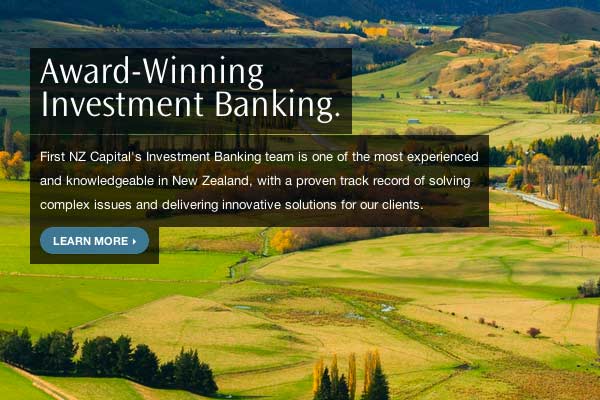 Award-Winning
Investment Banking.
First NZ Capital's Investment Banking team is one of the most experienced
and knowledgeable in New Zealand, with a proven track record of solving
complex issues and delivering innovative solutions for our clients.
LEARN MORE